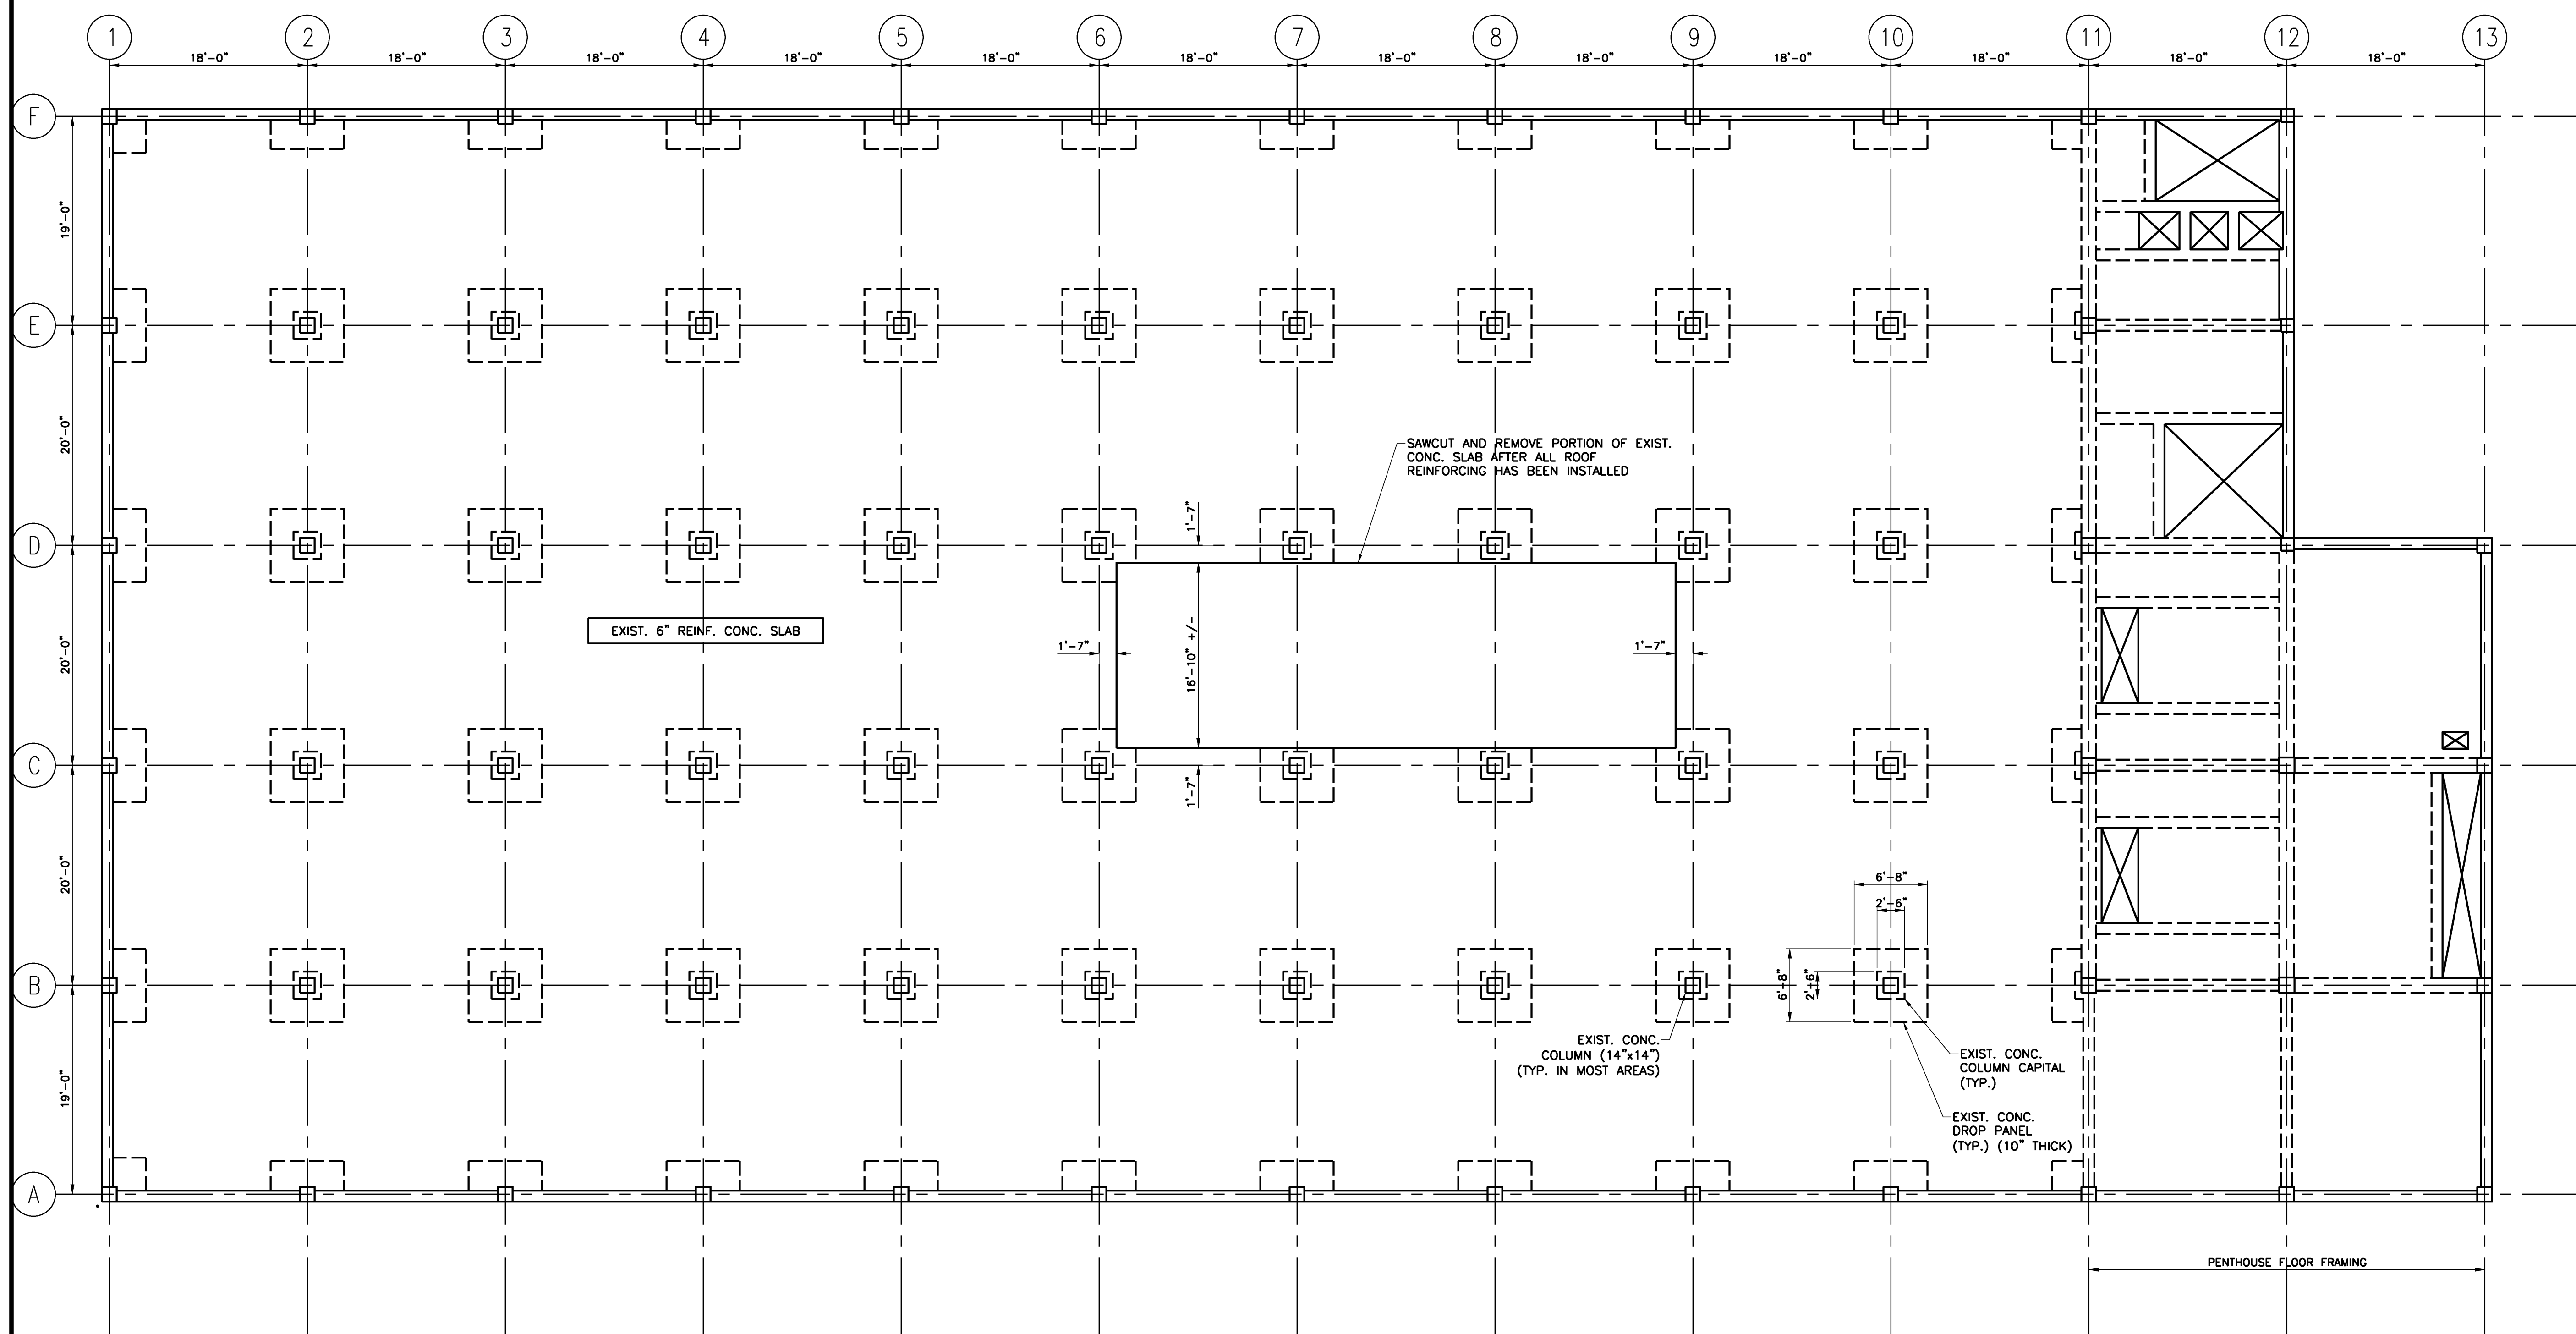 1 2 3 4 5 6 7 8 9 10 11 12 13
18'-0" 18'-0" 18'-0" 18'-0" 18'-0" 18'-0" 18'-0" 18'-0" 18'-0" 18'-0" 18'-0" 18'-0"
F
19'-0"
E
20'-0"
SAWCUT AND REMOVE PORTION OF EXIST.
CONC. SLAB AFTER ALL ROOF
REINFORCING HAS BEEN INSTALLED
1'-7"
D
EXIST. 6" REINF. CONC. SLAB
20'-0"
1'-7"
16'-10" +/-
1'-7"
C
1'-7"
20'-0"
6'-8"
2'-6"
B
6'-8"
2'-6"
EXIST. CONC.
COLUMN (14"x14")
(TYP. IN MOST AREAS)
EXIST. CONC.
COLUMN CAPITAL
(TYP.)
19'-0"
EXIST. CONC.
DROP PANEL
(TYP.) (10" THICK)
A
PENTHOUSE FLOOR FRAMING